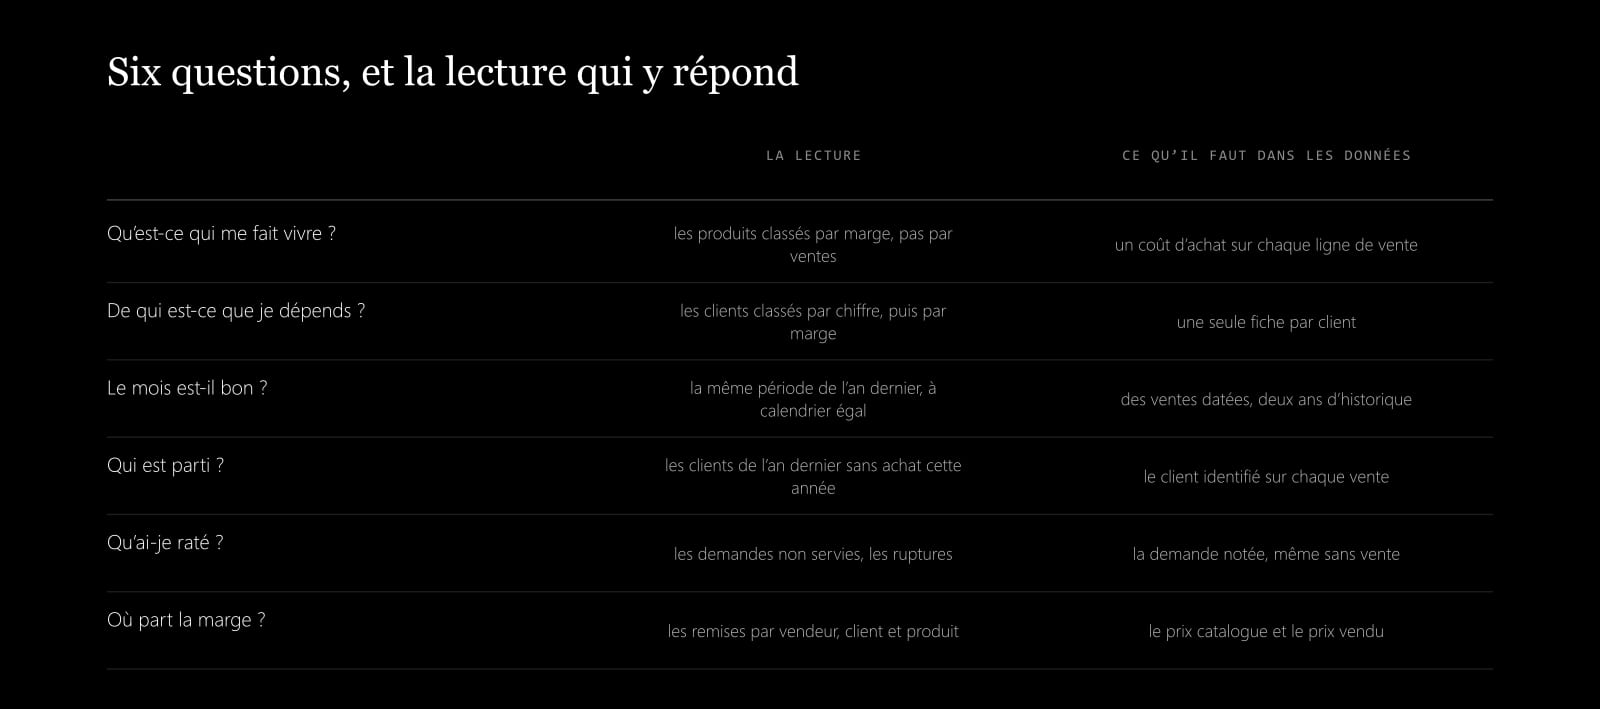 Six questions, et la lecture qui y répond
LA LECTURE
CE QU’IL FAUT DANS LES DONNÉES
Qu’est-ce qui me fait vivre ?
les produits classés par marge, pas par
ventes
un coût d’achat sur chaque ligne de vente
De qui est-ce que je dépends ?
les clients classés par chiffre, puis par
marge
une seule fiche par client
Le mois est-il bon ?
la même période de l’an dernier, à
calendrier égal
des ventes datées, deux ans d’historique
Qui est parti ?
les clients de l’an dernier sans achat cette
année
le client identifié sur chaque vente
Qu’ai-je raté ?
les demandes non servies, les ruptures
la demande notée, même sans vente
Où part la marge ?
les remises par vendeur, client et produit
le prix catalogue et le prix vendu